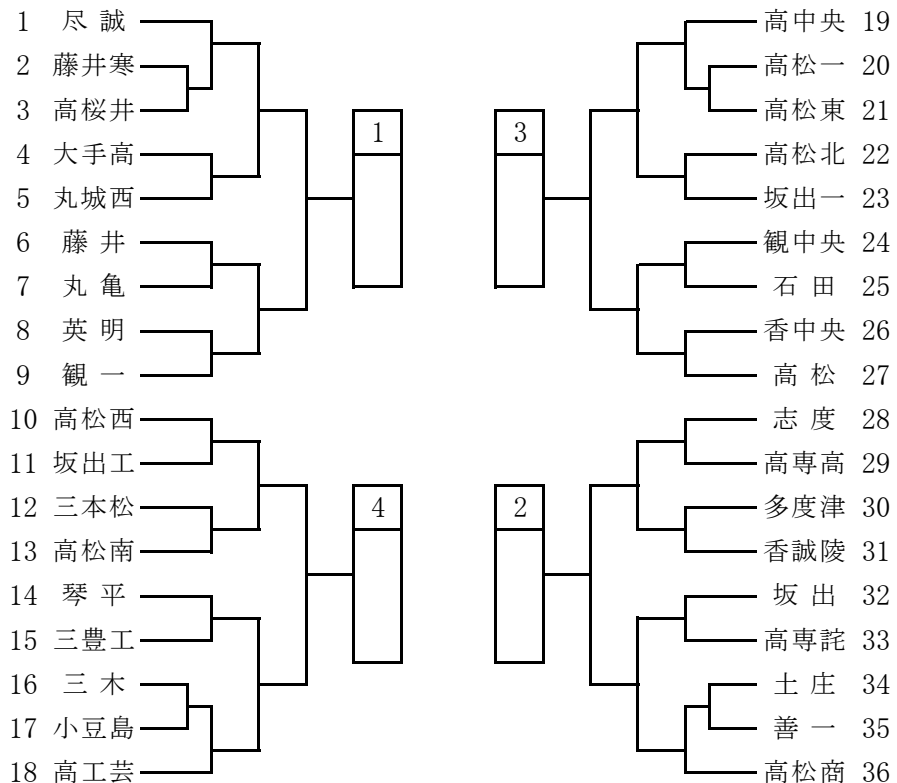 1 尽 誠
2 藤井寒
3 高桜井
4 大手高
5 丸城西
6 藤 井
7 丸 亀
8 英 明
9 観 一
10 高松西
11 坂出工
12 三本松
13 高松南
14 琴 平
15 三豊工
16 三 木
17 小豆島
18 高工芸
1
4
3
2
高中央 19
高松一 20
高松東 21
高松北 22
坂出一 23
観中央 24
石 田 25
香中央 26
高 松 27
志 度 28
高専高 29
多度津 30
香誠陵 31
坂 出 32
高専詫 33
土 庄 34
善 一 35
高松商 36